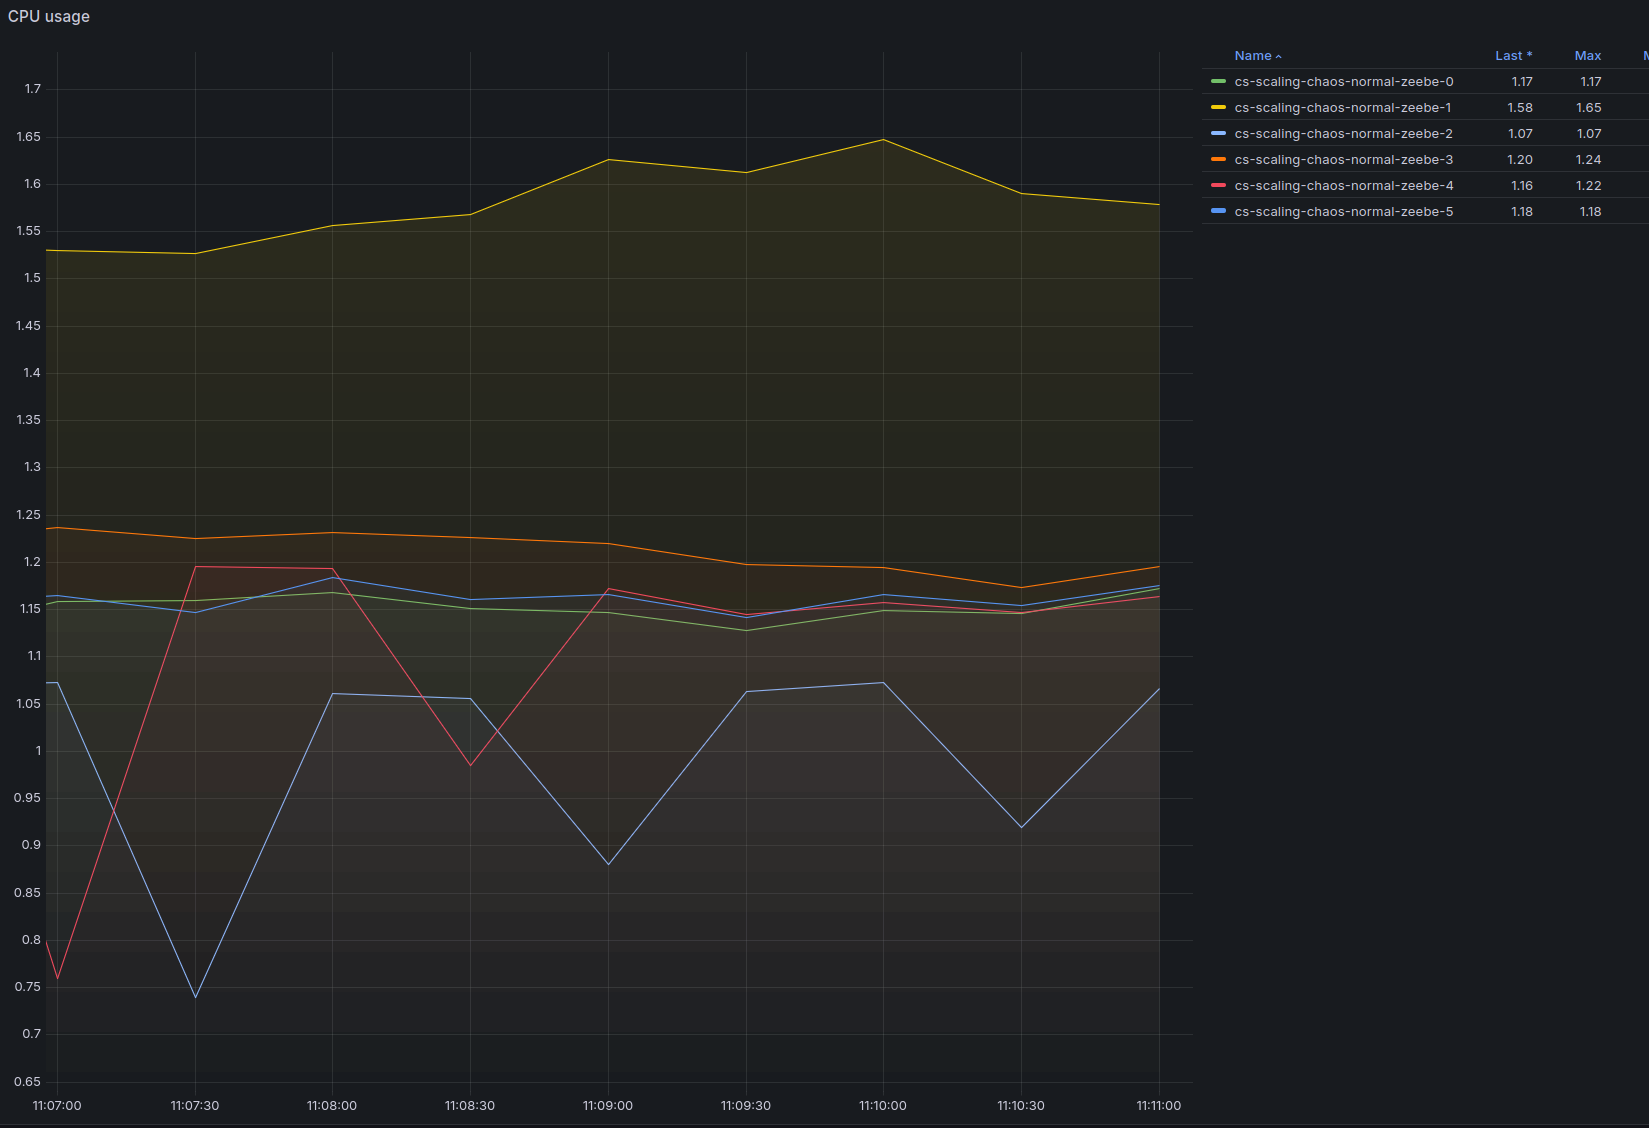 CPU usage
Name Last * Max
cs-scaling-chaos-normal-zeebe-0 1.17 1.17
cs-scaling-chaos-normal-zeebe-1 1.58 1.65
cs-scaling-chaos-normal-zeebe-2 1.07 1.07
cs-scaling-chaos-normal-zeebe-3 1.20 1.24
cs-scaling-chaos-normal-zeebe-4 1.16 1.22
cs-scaling-chaos-normal-zeebe-5 1.18 1.18
1.7
1.65
1.6
1.55
1.5
1.45
1.4
1.35
1.3
1.25
1.2
1.15
1.1
1.05
1
0.95
0.9
0.85
0.8
0.75
0.7
0.65
11:07:00 11:07:30 11:08:00 11:08:30 11:09:00 11:09:30 11:10:00 11:10:30 11:11:00